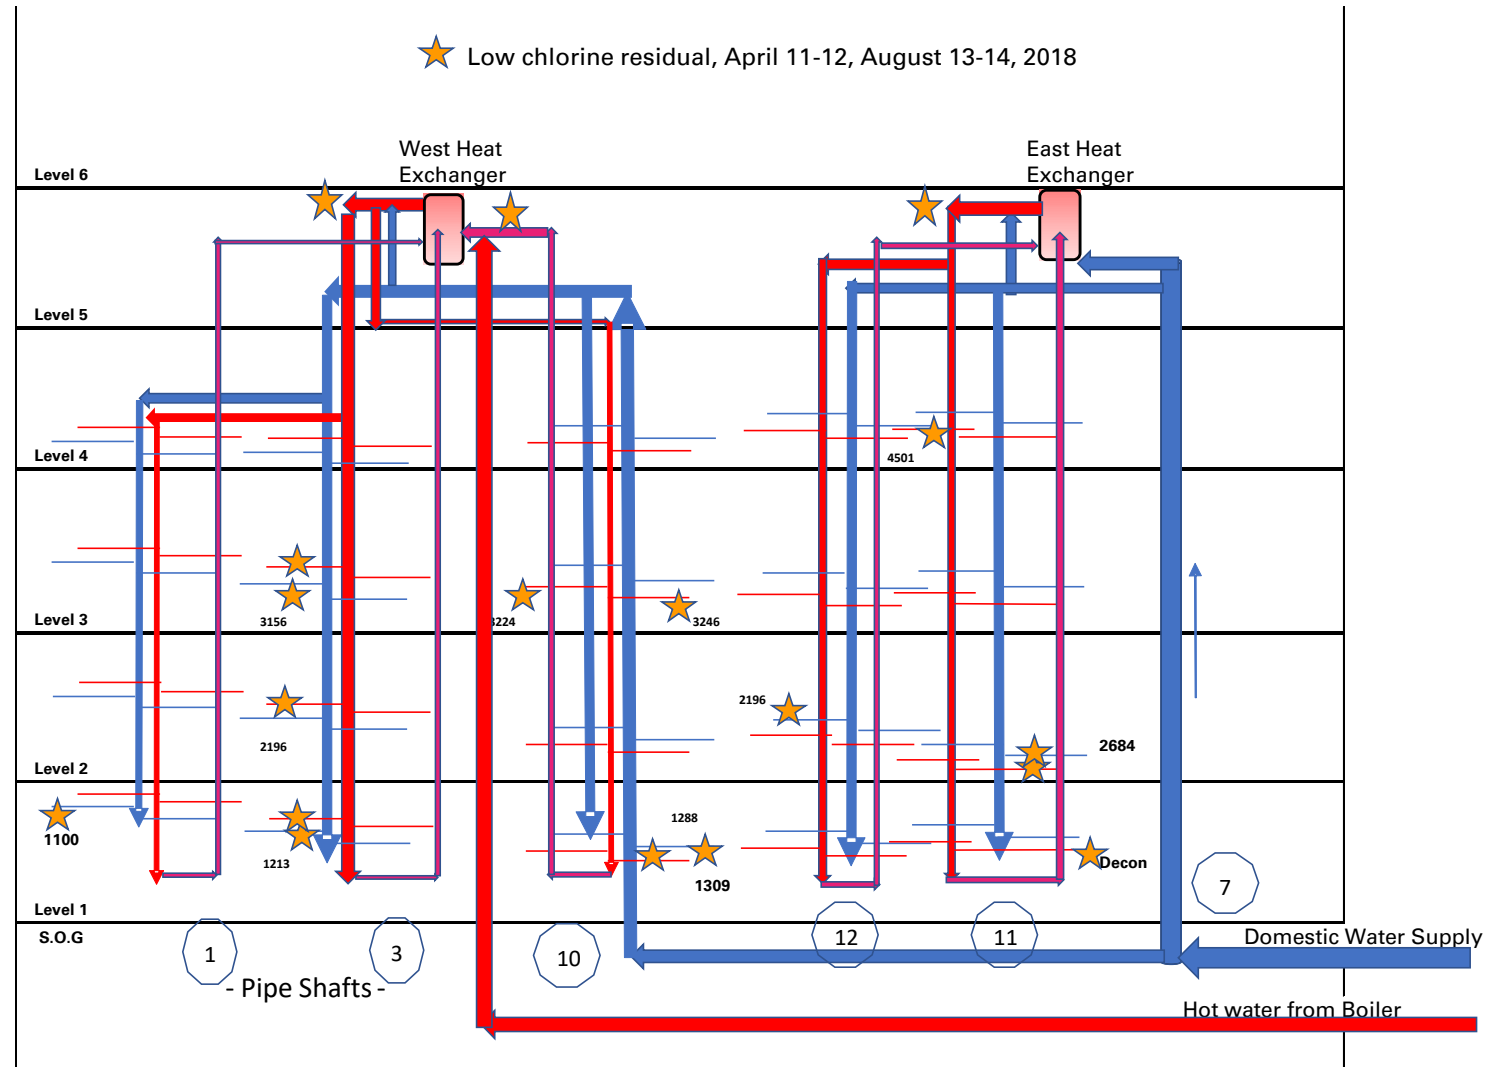 Low chlorine residual, April 11-12, August 13-14, 2018
West Heat
Exchanger
East Heat
Exchanger
Level 6
Level 5
Level 4
4501
3156
3246
Level 3
2196
2196
2684
Level 2
1100
1213
1288
1309
Decon
7
Level 1
S.O.G
1
3
10
12
11
Domestic Water Supply
- Pipe Shafts -
Hot water from Boiler